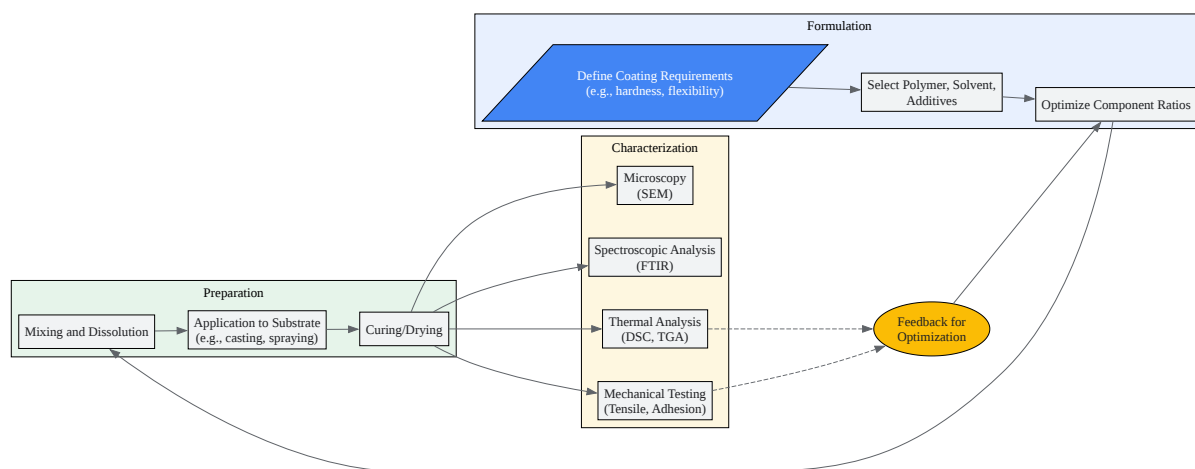 Formulation
Define Coating Requirements
(e.g., hardness, flexibility)
Select Polymer, Solvent,
Additives
Optimize Component Ratios
Characterization
Microscopy
(SEM)
Spectroscopic Analysis
(FTIR)
Thermal Analysis
(DSC, TGA)
Mechanical Testing
(Tensile, Adhesion)
Preparation
Mixing and Dissolution
Application to Substrate
(e.g., casting, spraying)
Curing/Drying
Feedback for
Optimization